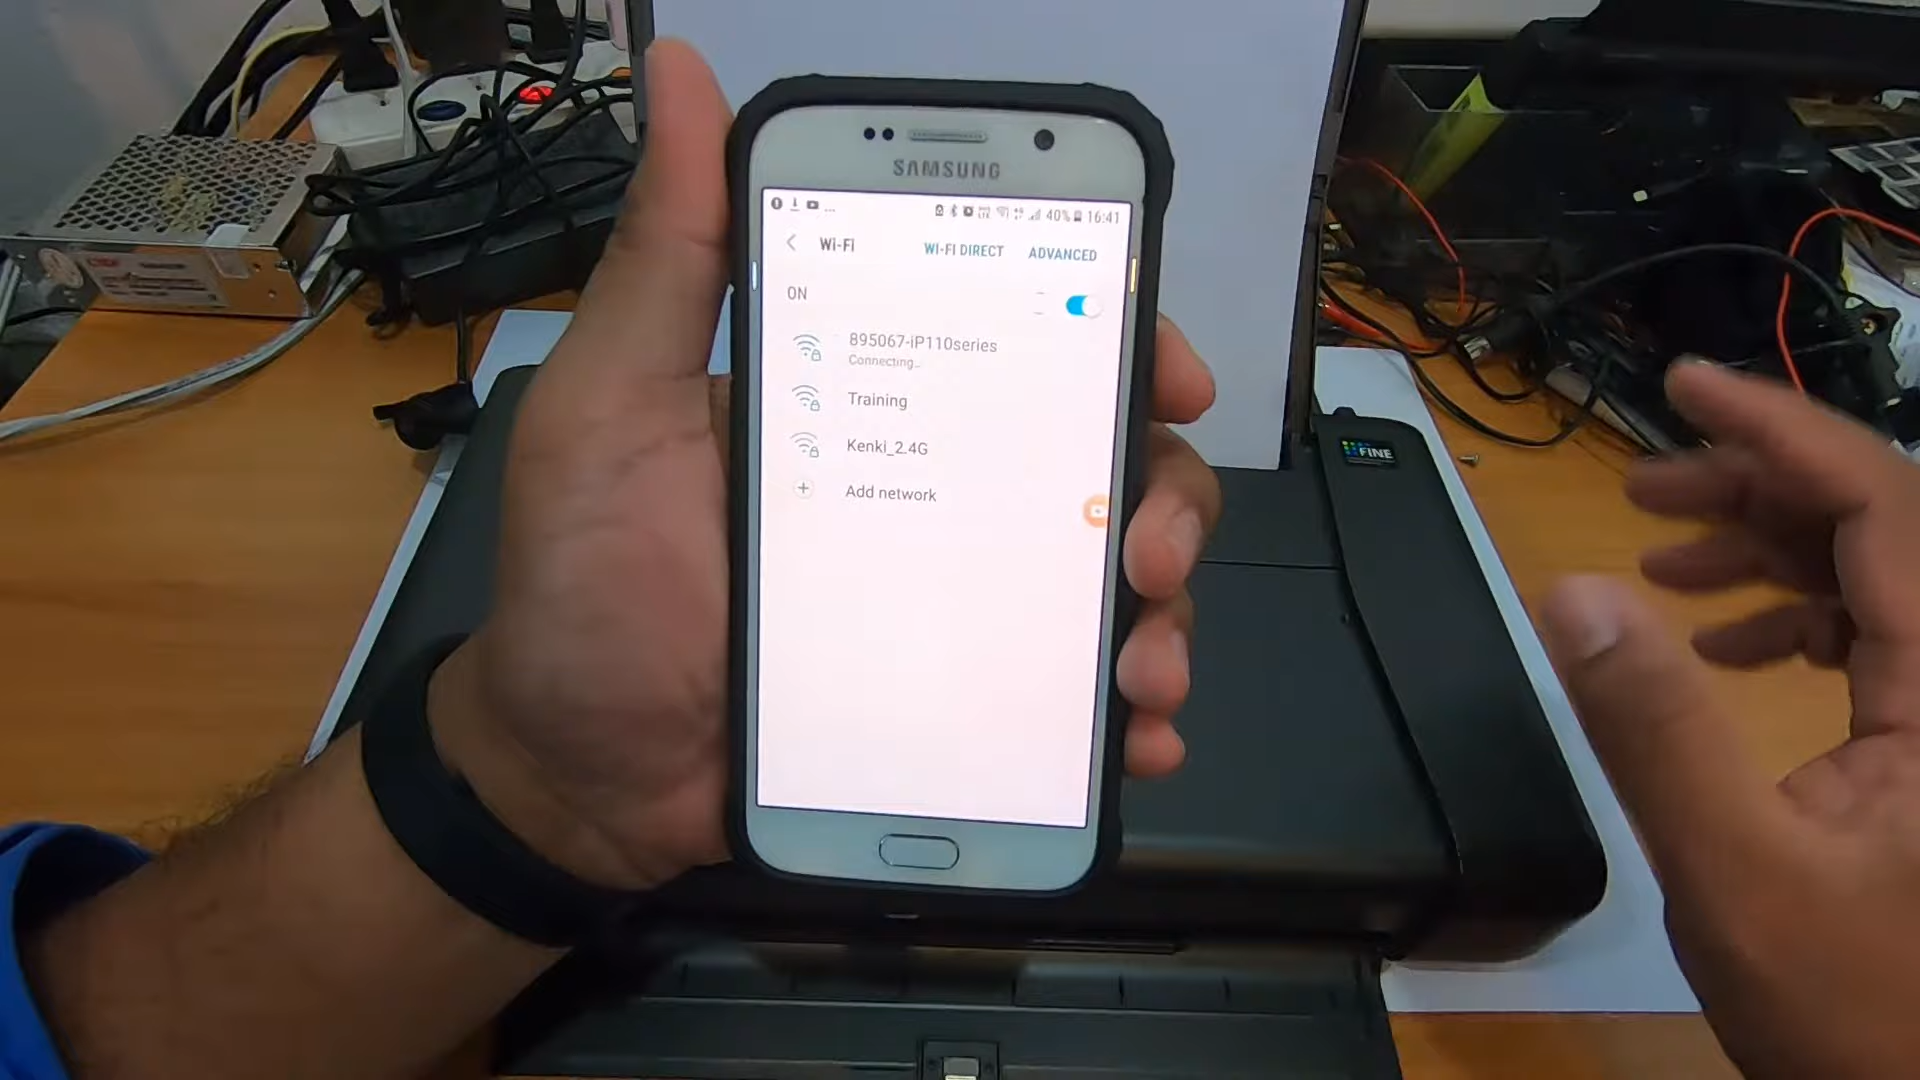 SAMSUNG
40% 16:41
Wi-Fi WI-FI DIRECT ADVANCED
ON
895067-iP110series
Connecting...
Training
Kenki_2.4G
Add network
FINE